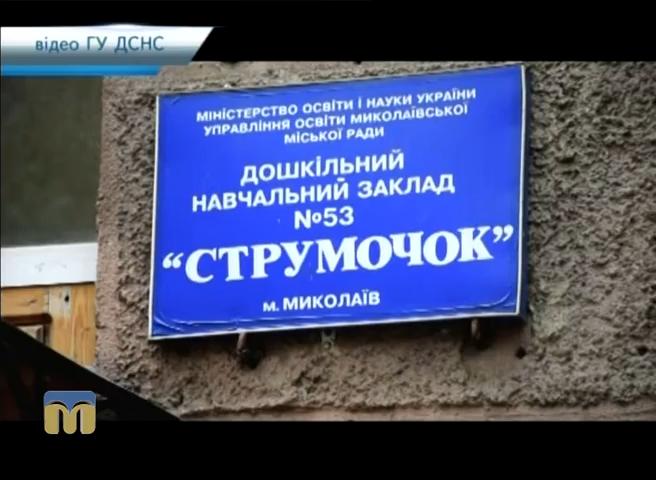 відео ГУ ДСНС
МІНІСТЕРСТВО ОСВІТИ І НАУКИ УКРАЇНИ
УПРАВЛІННЯ ОСВІТИ МИКОЛАЇВСЬКОЇ
МІСЬКОЇ РАДИ
ДОШКІЛЬНИЙ
НАВЧАЛЬНИЙ ЗАКЛАД
№53
“СТРУМОЧОК”
м. МИКОЛАЇВ
М